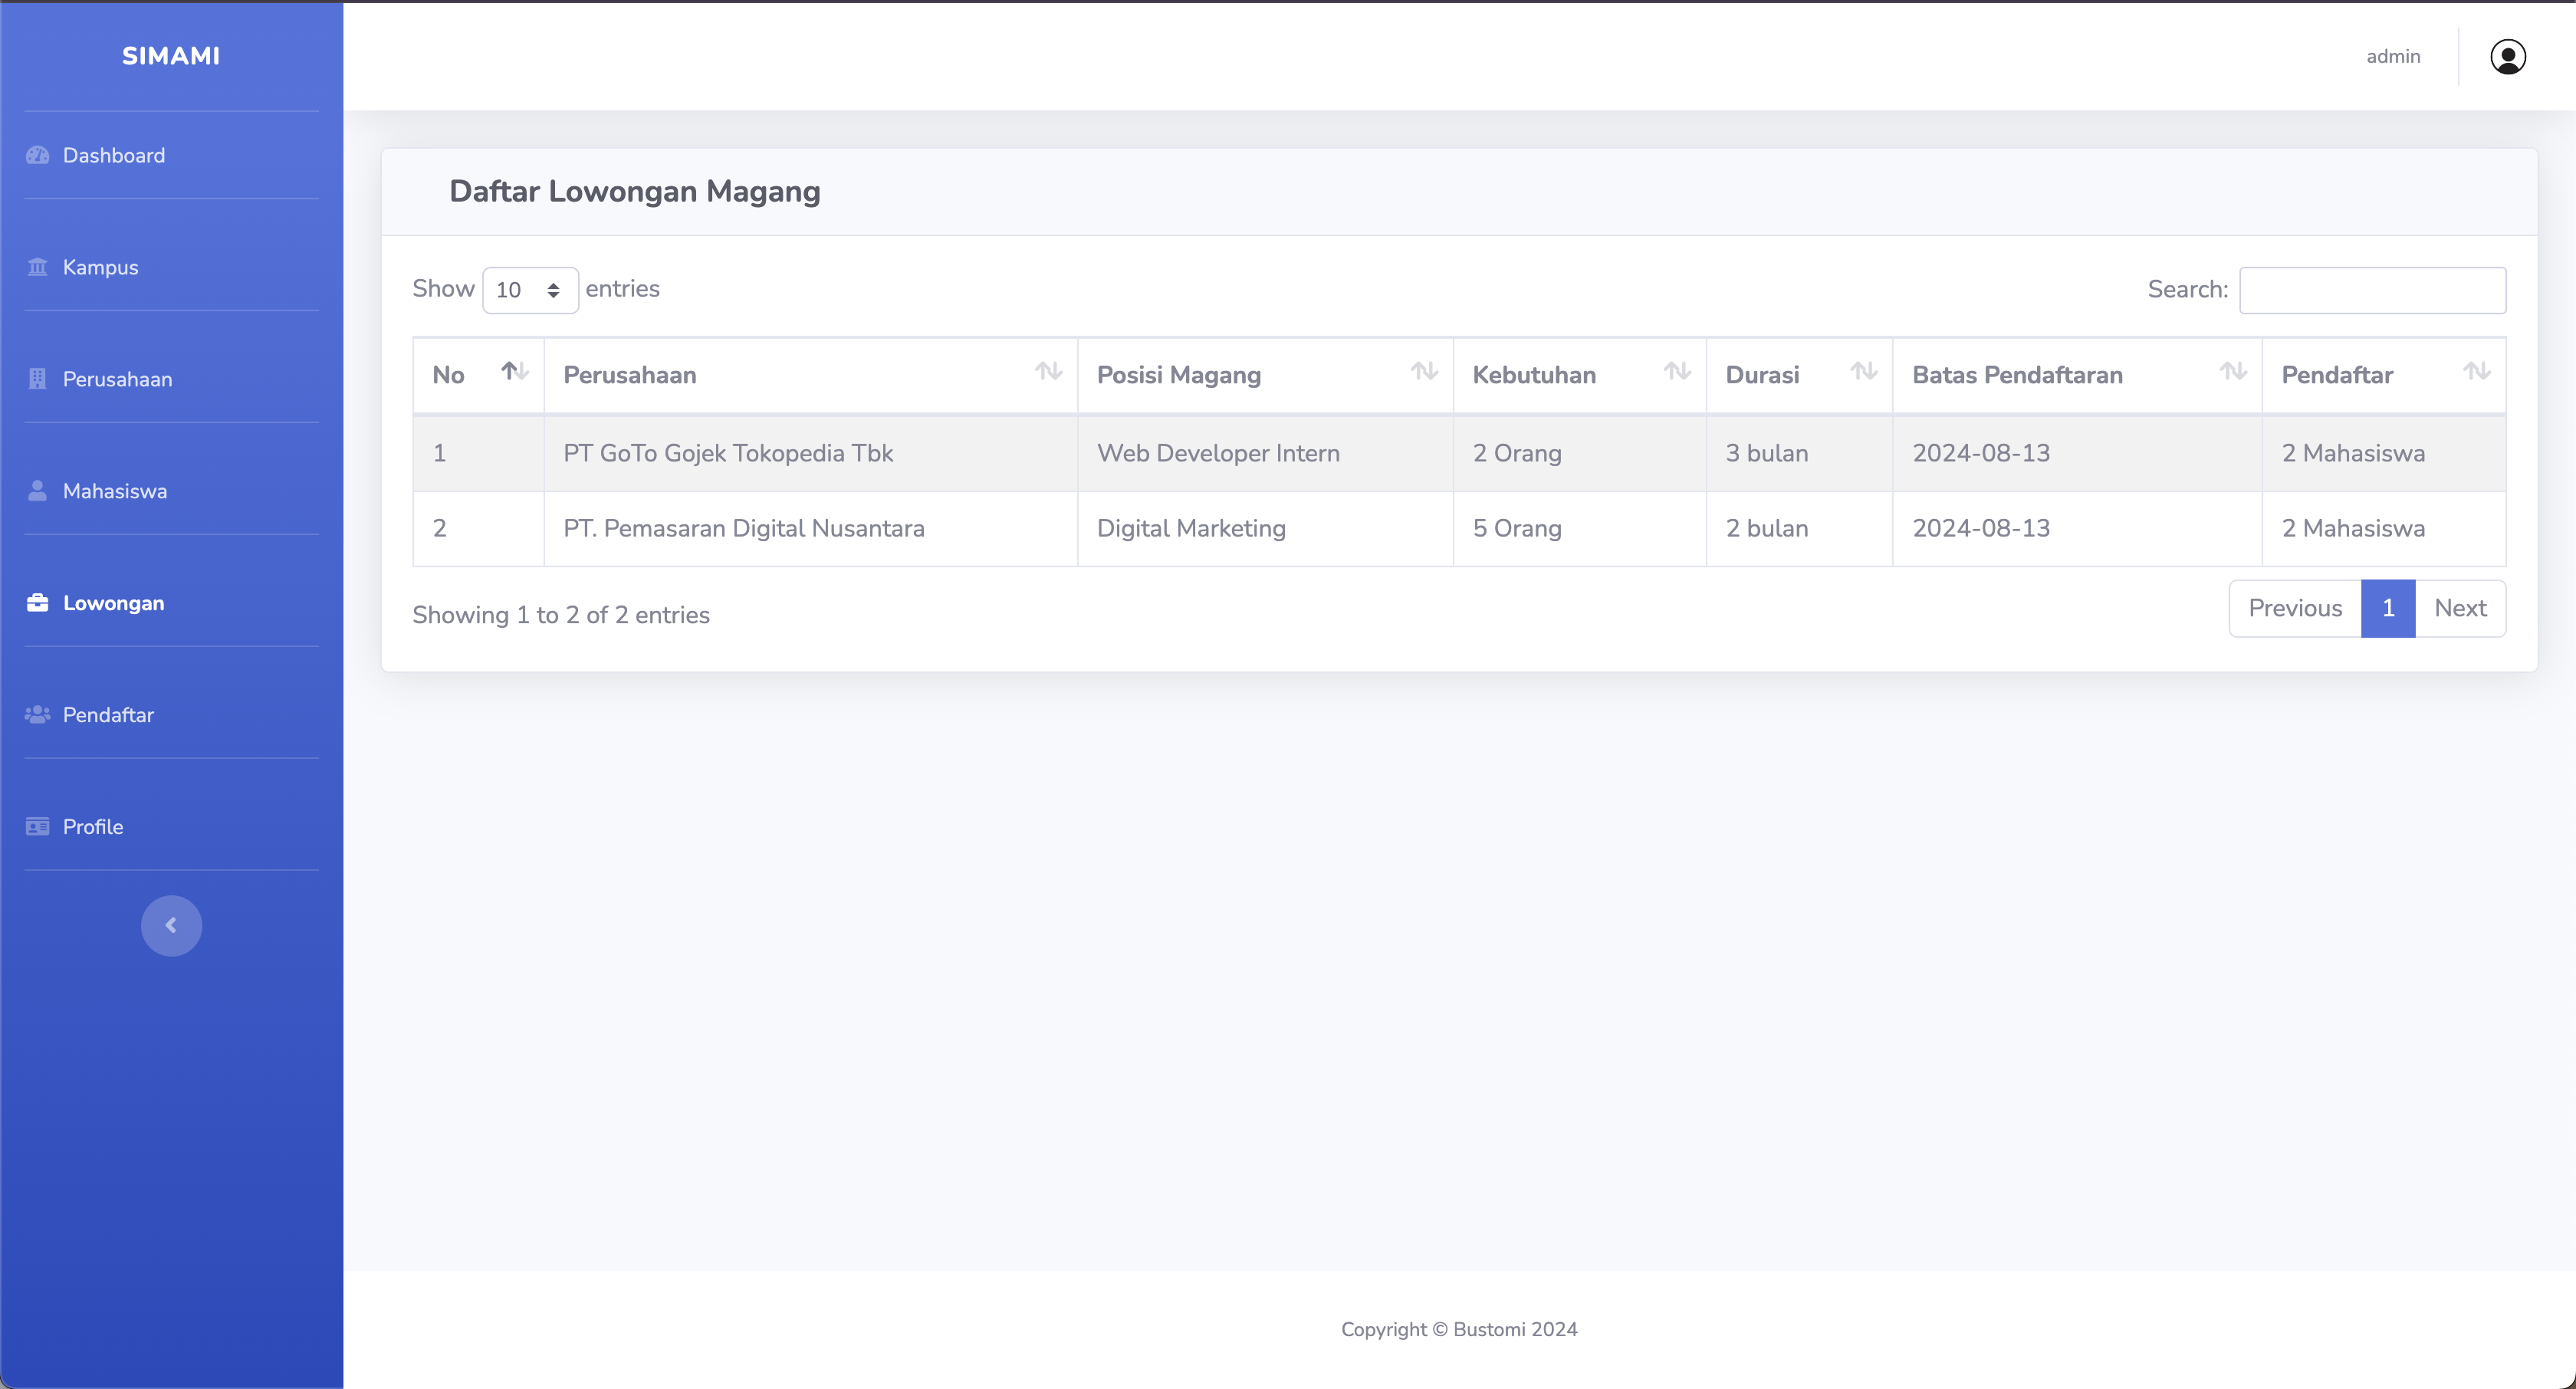 SIMAMI
admin
Dashboard
Kampus
Perusahaan
Mahasiswa
Lowongan
Pendaftar
Profile
Daftar Lowongan Magang
Show 10 entries Search:
No Perusahaan Posisi Magang Kebutuhan Durasi Batas Pendaftaran Pendaftar
1 PT GoTo Gojek Tokopedia Tbk Web Developer Intern 2 Orang 3 bulan 2024-08-13 2 Mahasiswa
2 PT. Pemasaran Digital Nusantara Digital Marketing 5 Orang 2 bulan 2024-08-13 2 Mahasiswa
Showing 1 to 2 of 2 entries Previous 1 Next
Copyright © Bustomi 2024